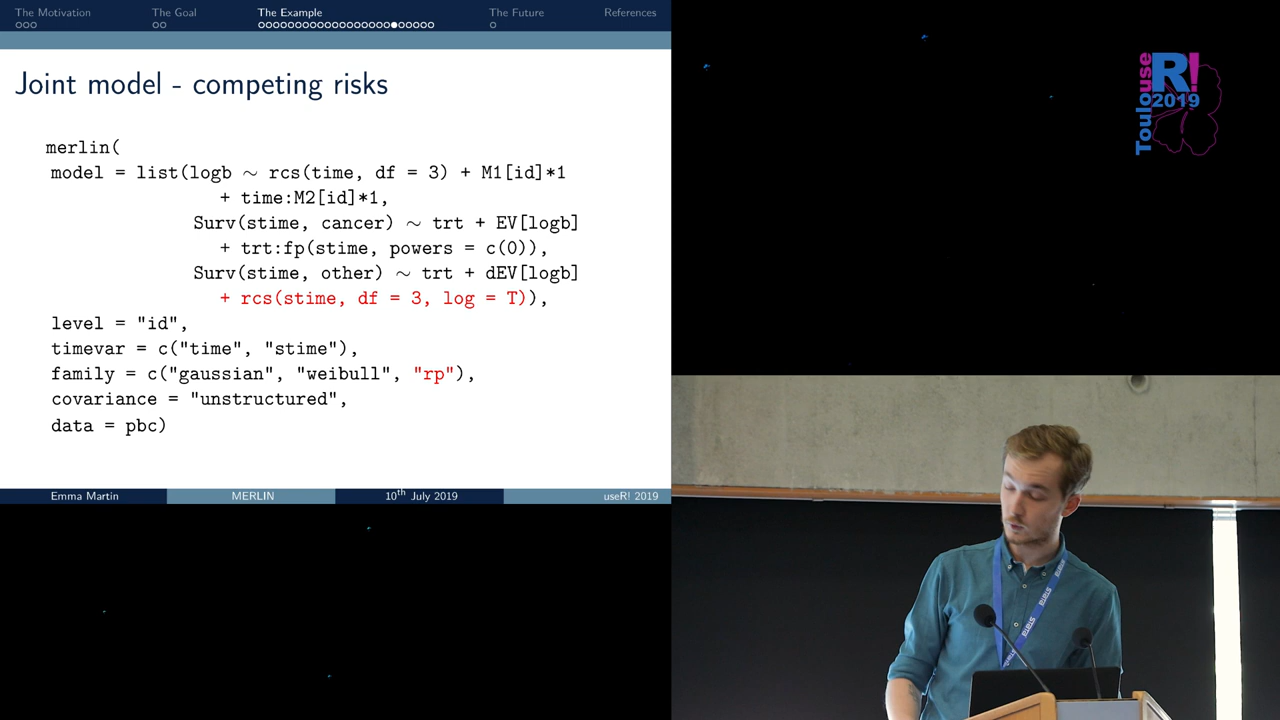 The Motivation
The Goal
The Example
The Future
References
Joint model - competing risks
merlin(
model = list(logb ∼ rcs(time, df = 3) + M1[id]*1
+ time:M2[id]*1,
Surv(stime, cancer) ∼ trt + EV[logb]
+ trt:fp(stime, powers = c(0)),
Surv(stime, other) ∼ trt + dEV[logb]
+ rcs(stime, df = 3, log = T)),
level = "id",
timevar = c("time", "stime"),
family = c("gaussian", "weibull", "rp"),
covariance = "unstructured",
data = pbc)
Emma Martin
MERLIN
10th July 2019
useR! 2019
Toulouse
R!
2019